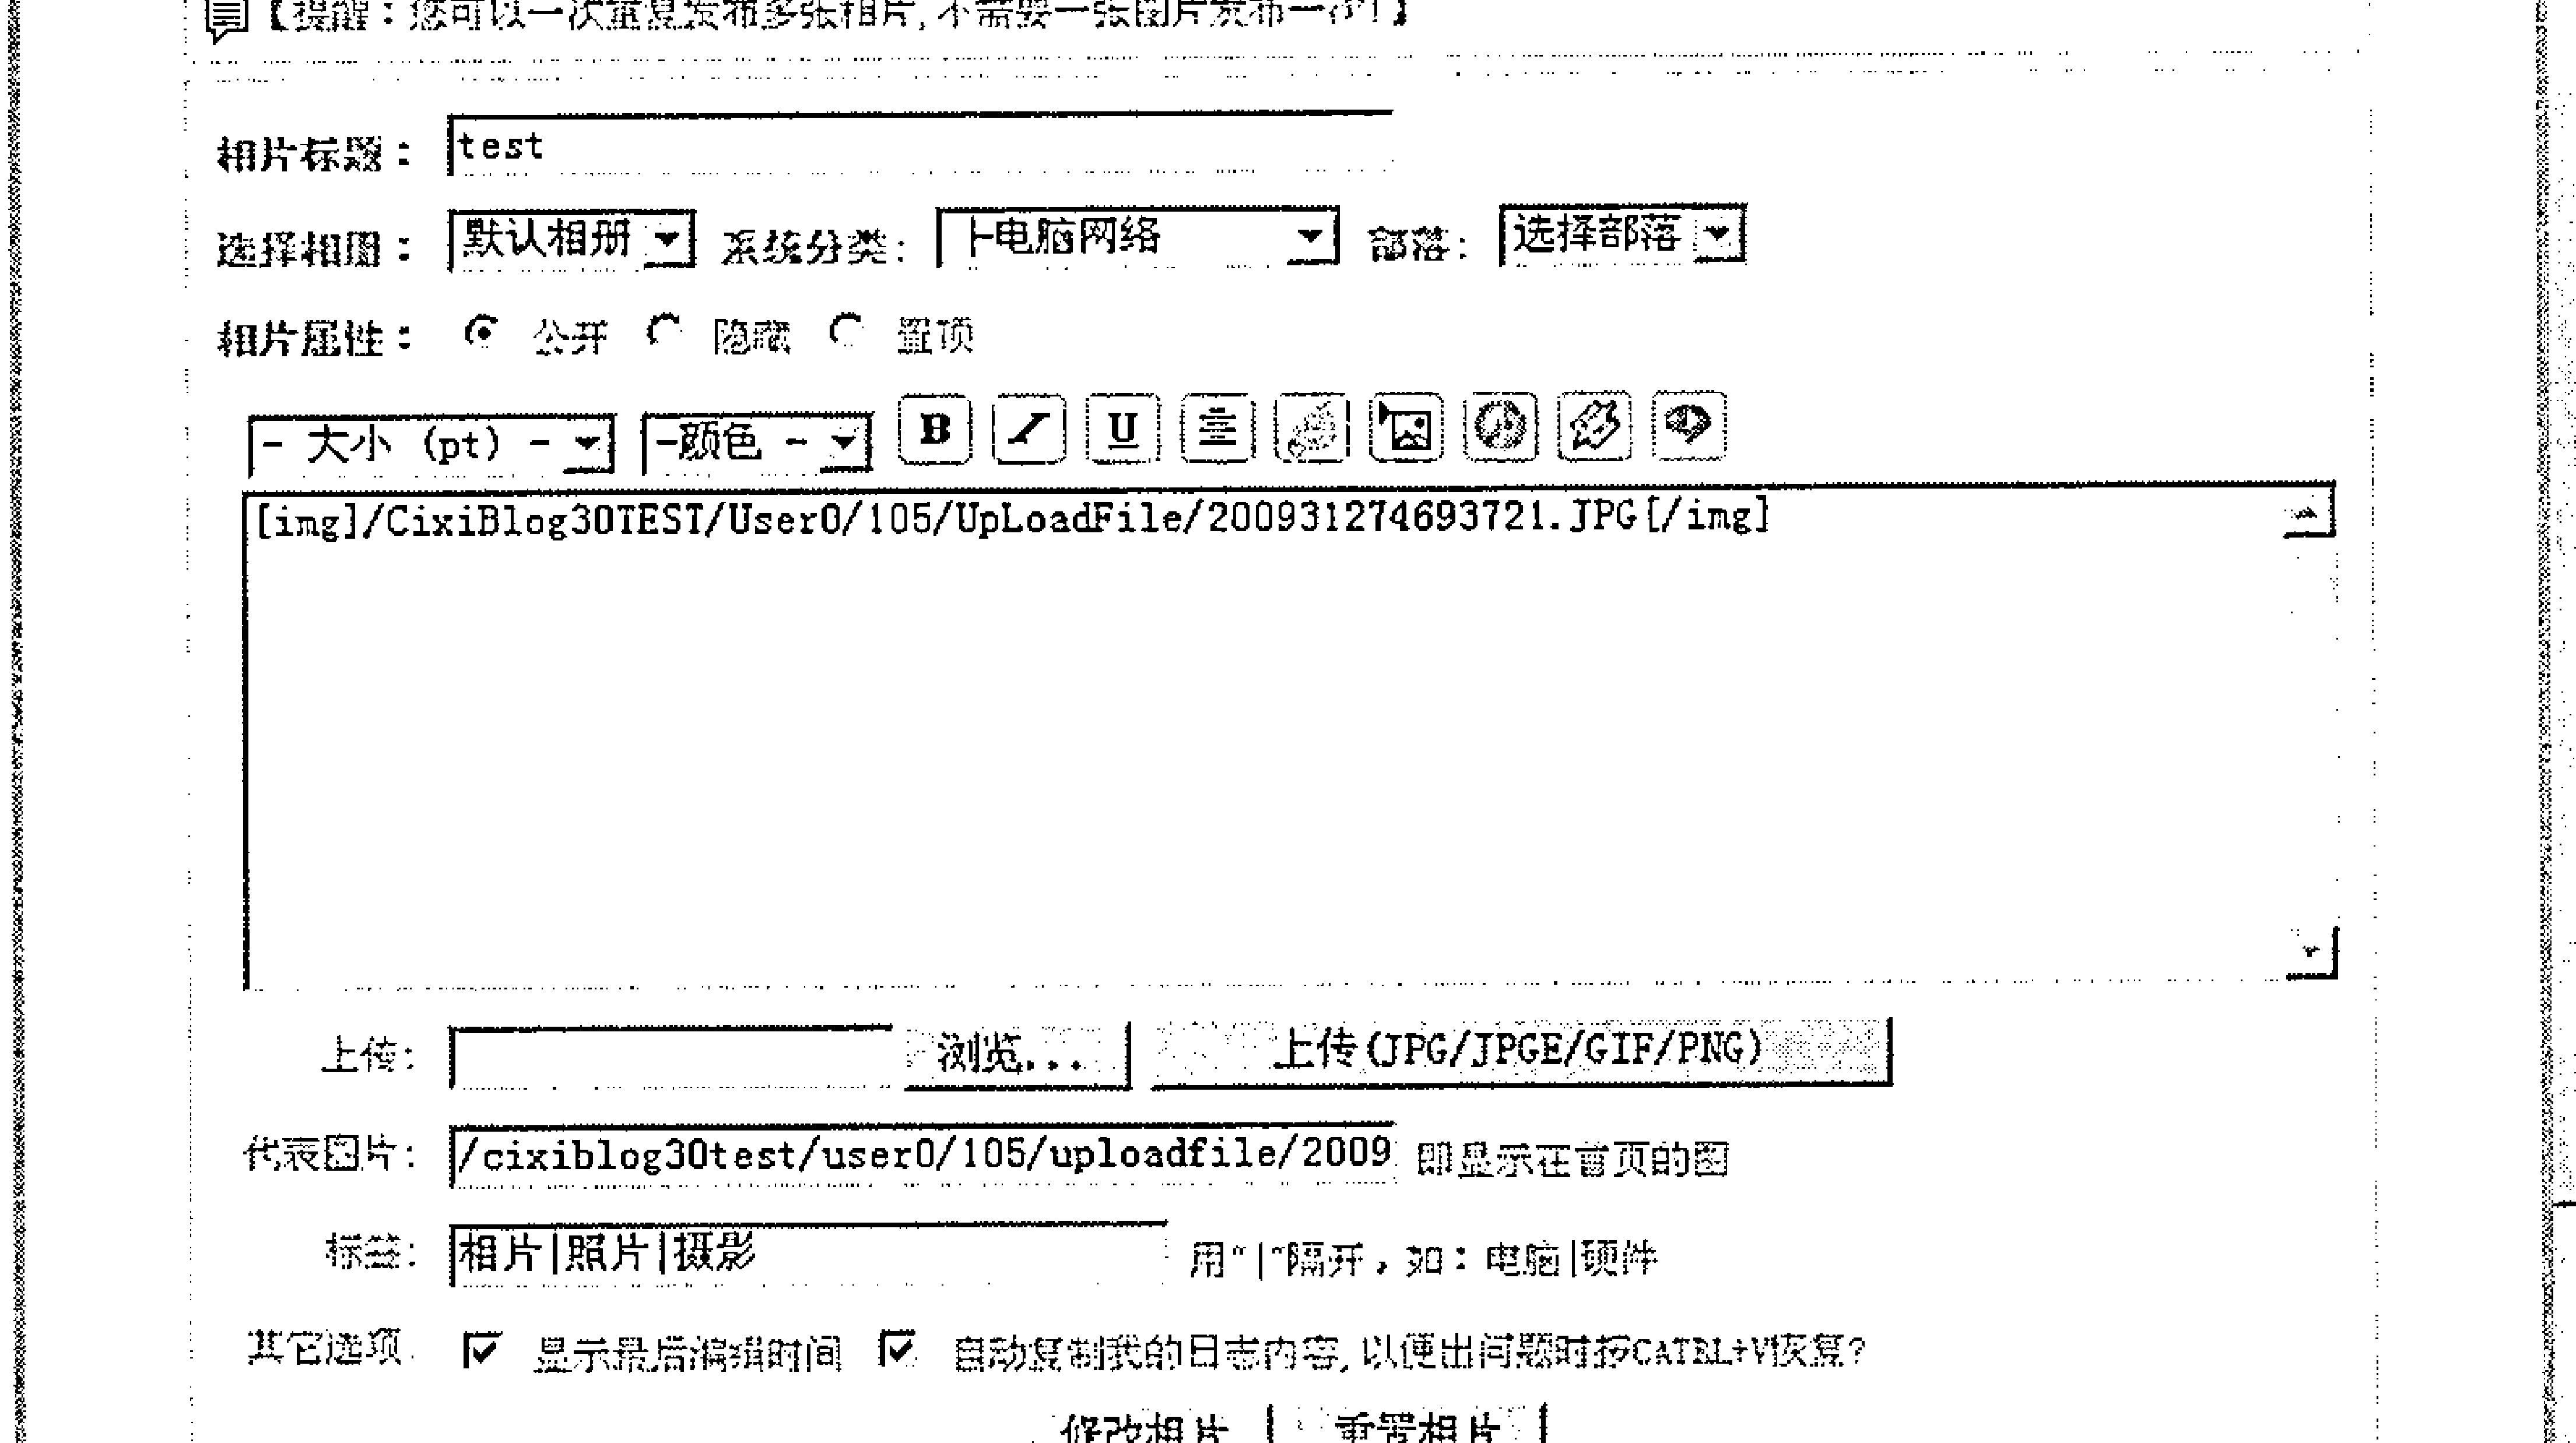 【提醒：您可以一次重复发布多张相片,不需要一张图片发布一次!】
相片标题： test
选择相图： 默认相册 系统分类: ├电脑网络 部落: 选择部落
相片属性： 公开 隐藏 置顶
- 大小 (pt) - -颜色 - B I U
[img]/CixiBlog30TEST/User0/105/UpLoadFile/200931274693721.JPG[/img]
上传: 浏览... 上传(JPG/JPGE/GIF/PNG)
代表图片: /cixiblog30test/user0/105/uploadfile/2009 即显示在首页的图
标签: 相片|照片|摄影 用"|"隔开，如：电脑|硬件
其它选项 显示最后编辑时间 自动复制我的日志内容,以便出问题时按CATRL+V恢复?
修改相片 重置相片